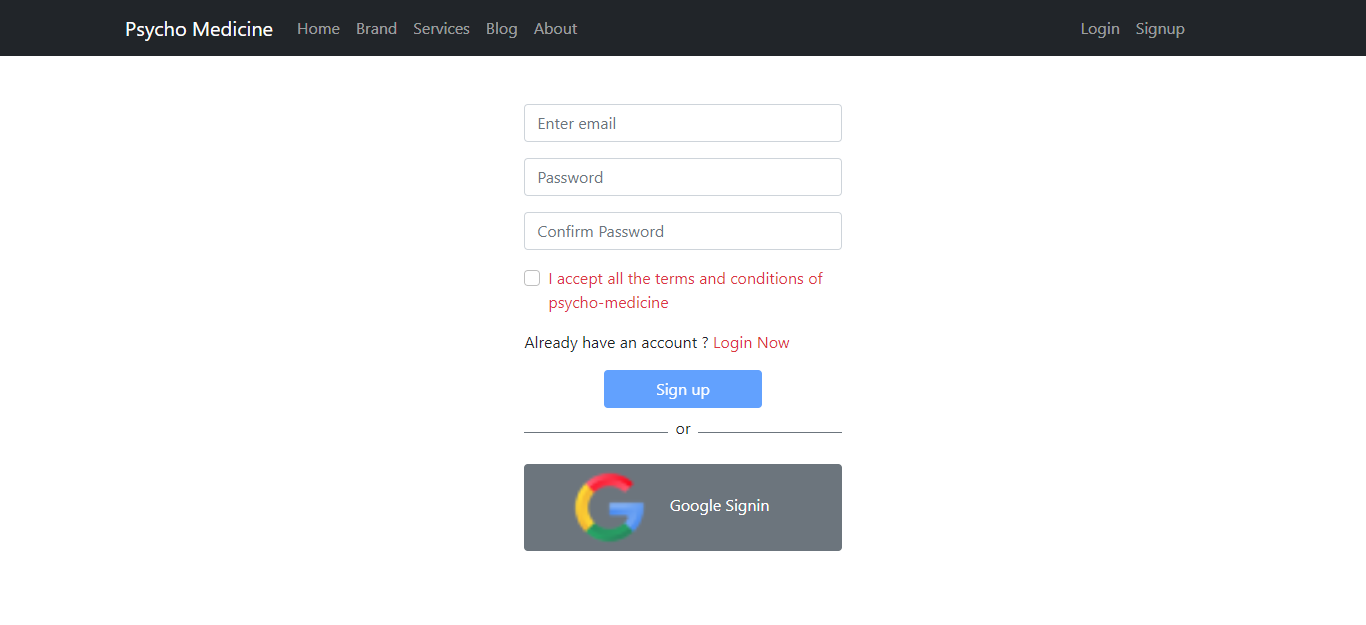 Psycho Medicine Home Brand Services Blog About Login Signup
Enter email
Password
Confirm Password
I accept all the terms and conditions of
psycho-medicine
Already have an account ? Login Now
Sign up
or
Google Signin